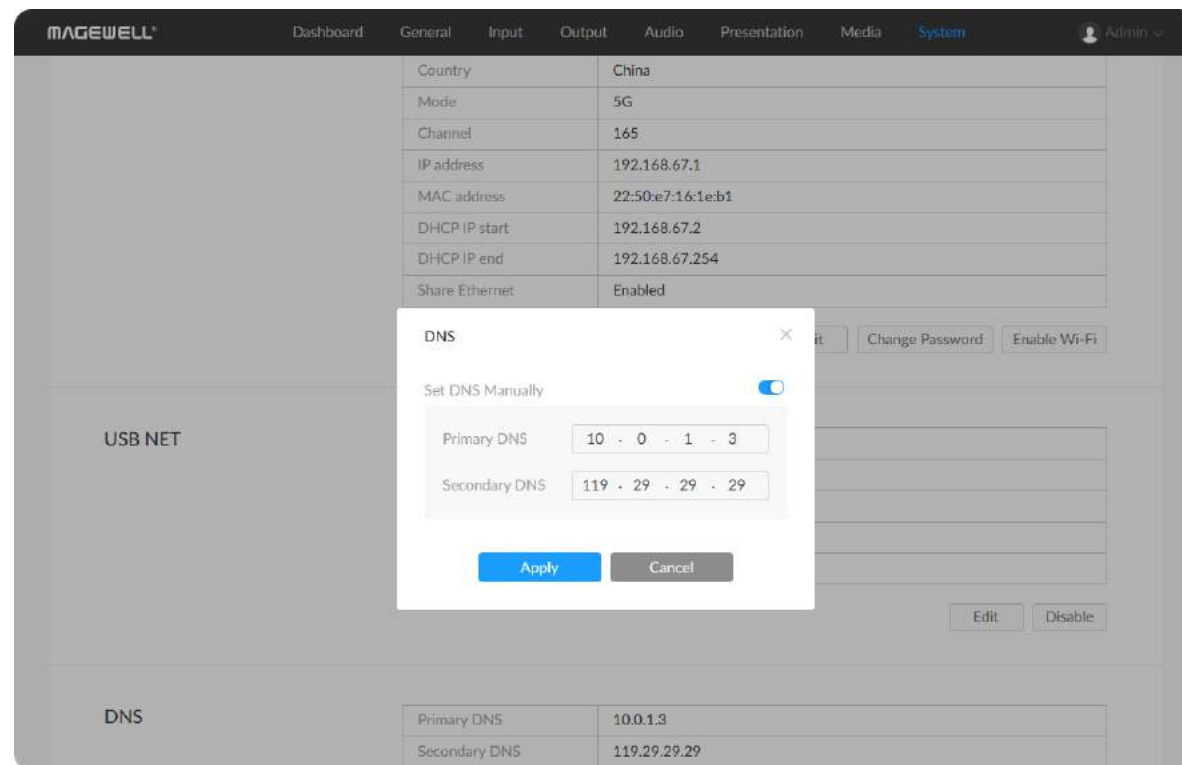 MAGEWELL Dashboard General Input Output Audio Presentation Media System Admin
Country China
Mode 5G
Channel 165
IP address 192.168.67.1
MAC address 22:50:e7:16:1e:b1
DHCP IP start 192.168.67.2
DHCP IP end 192.168.67.254
Share Ethernet Enabled
Change Password Enable Wi-Fi
DNS
Set DNS Manually
Primary DNS 10 . 0 . 1 . 3
Secondary DNS 119 . 29 . 29 . 29
Apply Cancel
USB NET
Edit Disable
DNS
Primary DNS 10.0.1.3
Secondary DNS 119.29.29.29